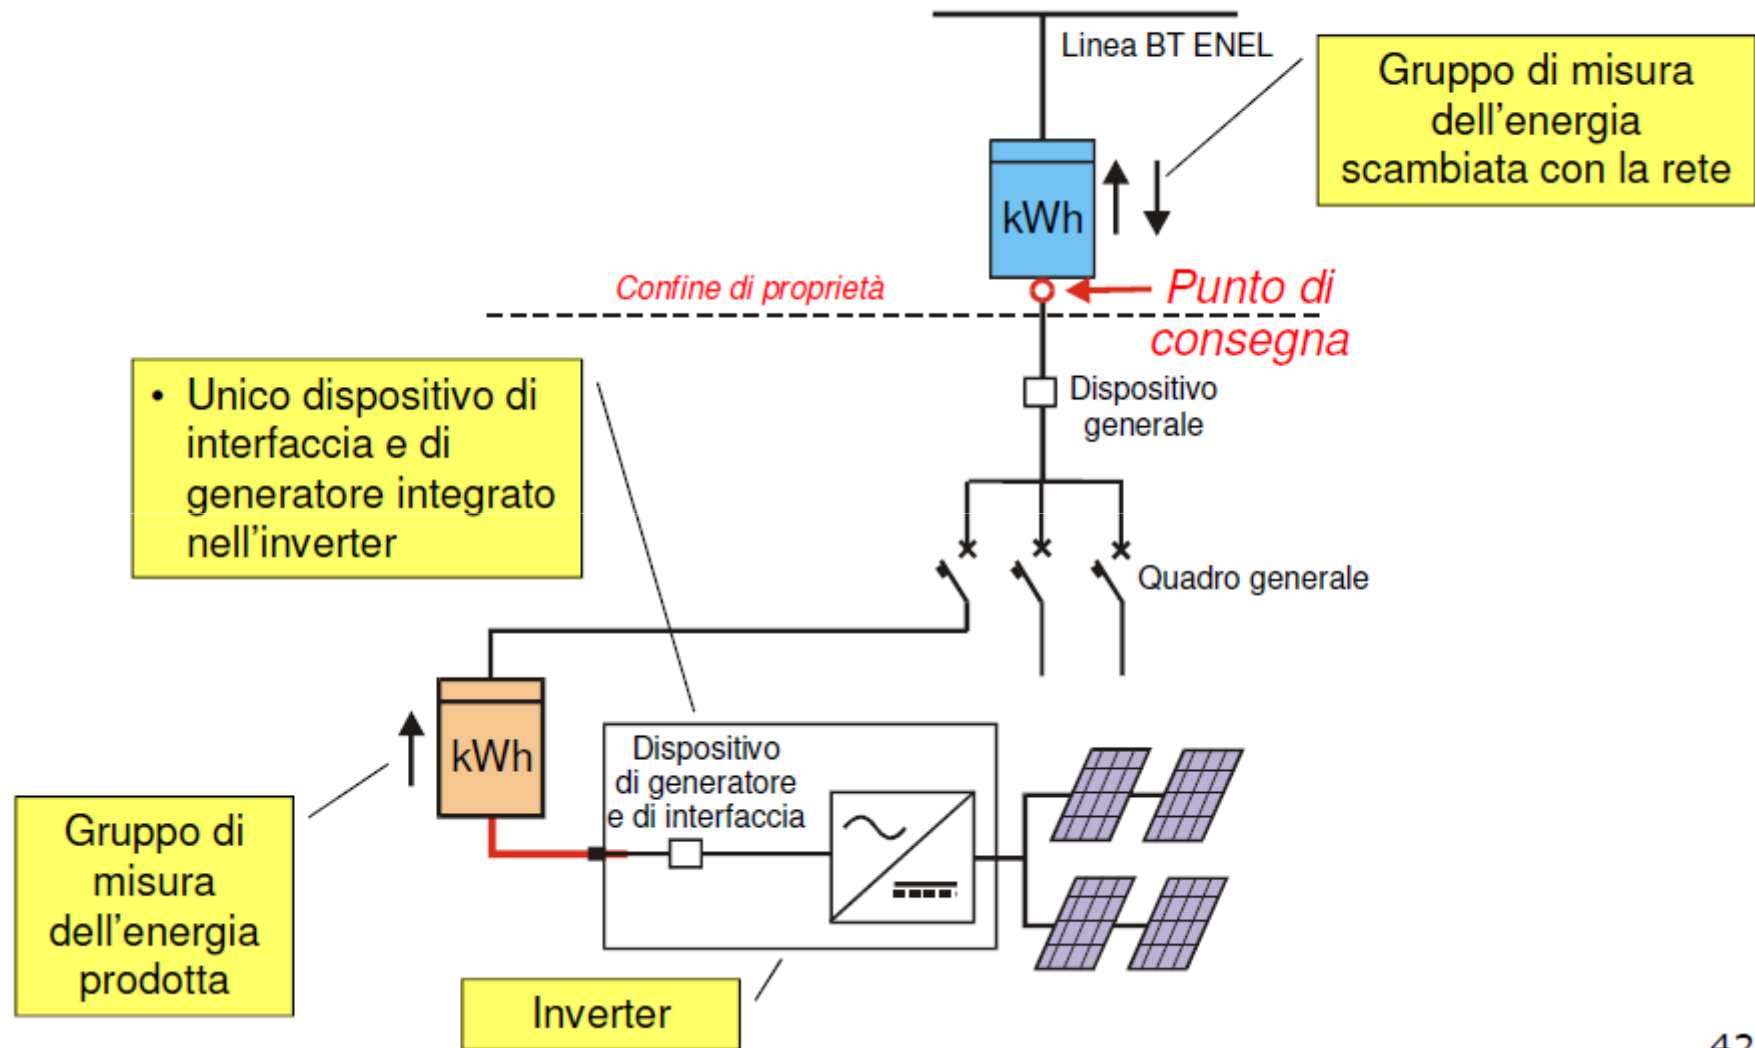 Linea BT ENEL
Gruppo di misura
dell'energia
scambiata con la rete
kWh
Confine di proprietà
Punto di
consegna
• Unico dispositivo di
interfaccia e di
generatore integrato
nell'inverter
Dispositivo
generale
Quadro generale
kWh
Dispositivo
di generatore
e di interfaccia
Gruppo di
misura
dell'energia
prodotta
Inverter
42